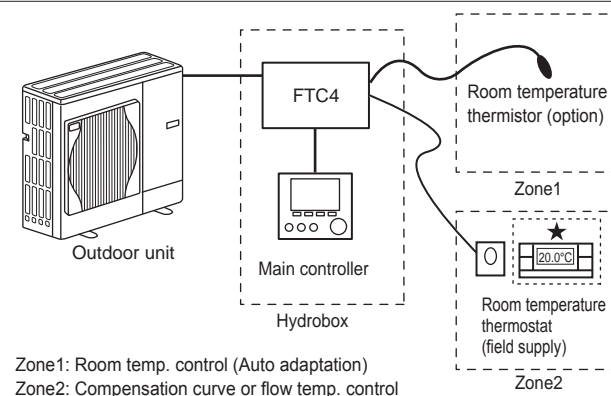 FTC4
Room temperature
thermistor (option)
Zone1
Outdoor unit
Main controller
Hydrobox
★
20.0°C
Room temperature
thermostat
(field supply)
Zone2
Zone1: Room temp. control (Auto adaptation)
Zone2: Compensation curve or flow temp. control